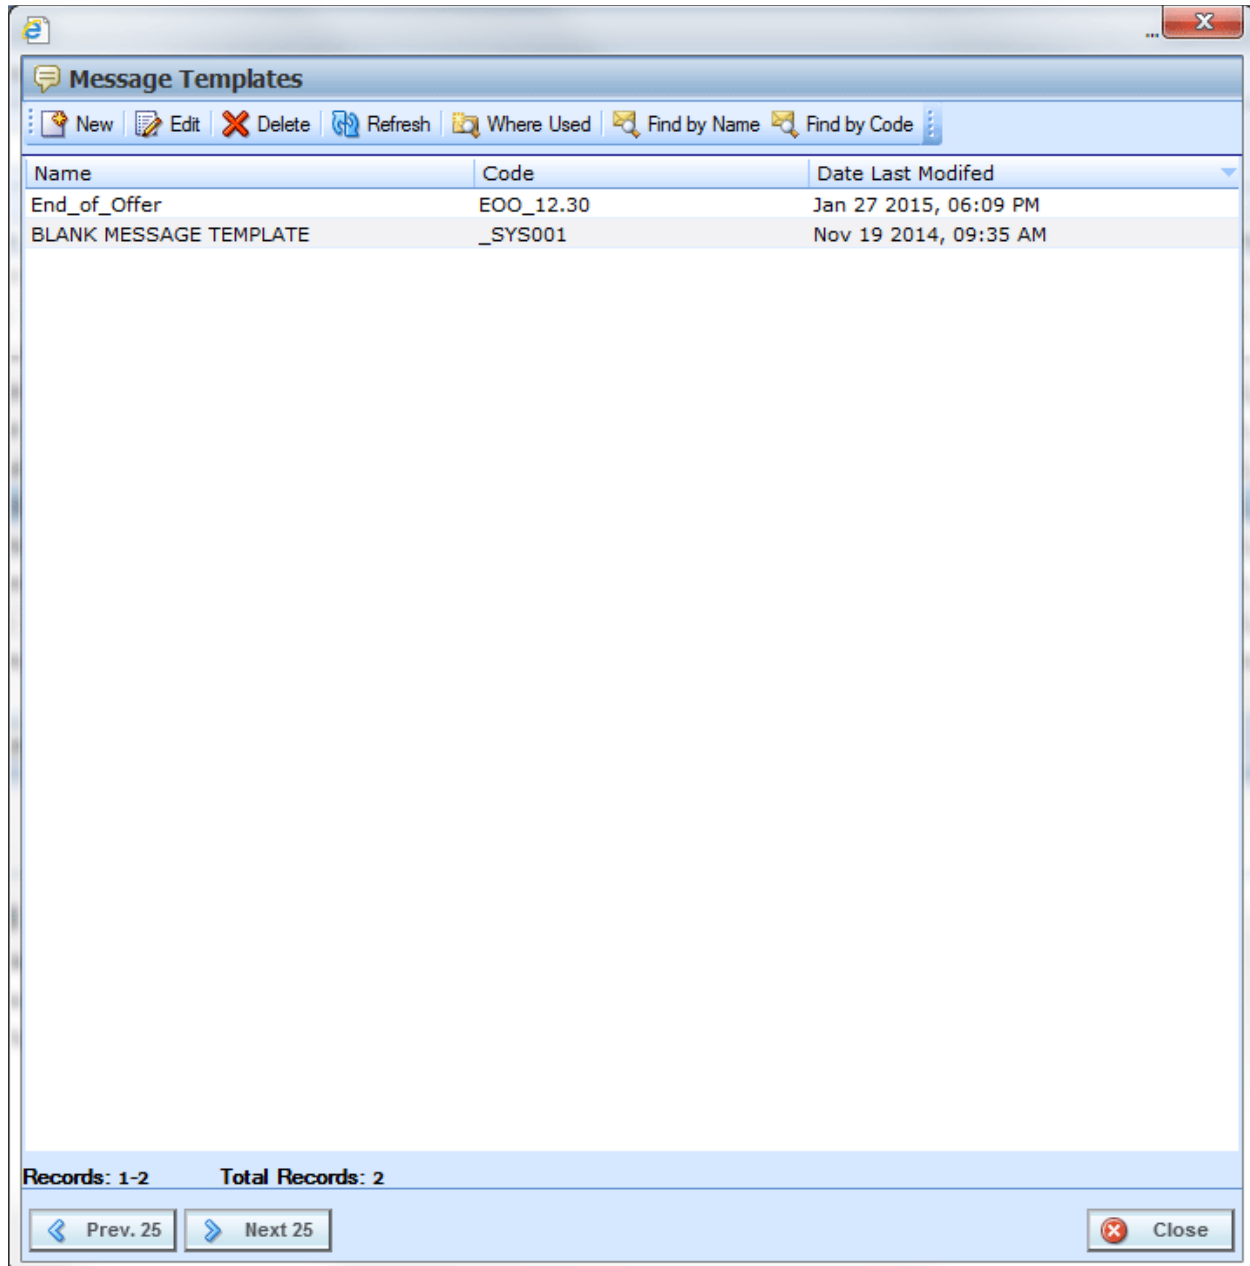 ...
Message Templates
New Edit Delete Refresh Where Used Find by Name Find by Code
Name Code Date Last Modifed
End_of_Offer EOO_12.30 Jan 27 2015, 06:09 PM
BLANK MESSAGE TEMPLATE _SYS001 Nov 19 2014, 09:35 AM
Records: 1-2 Total Records: 2
Prev. 25 Next 25 Close